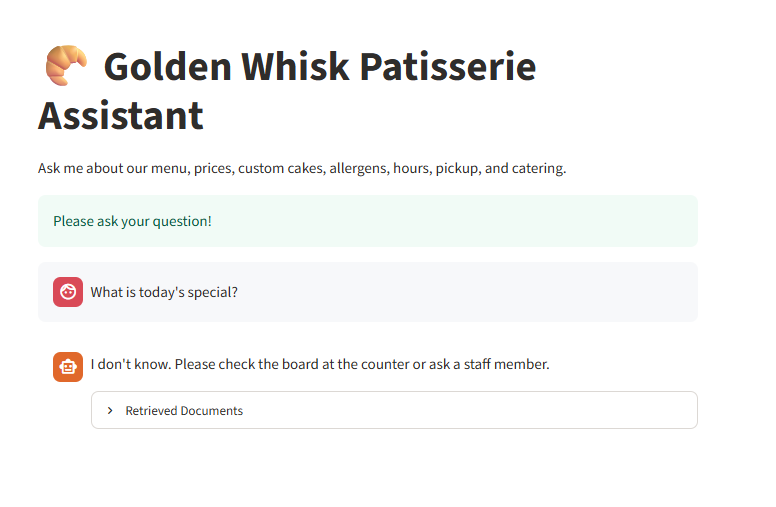 🥐 Golden Whisk Patisserie
Assistant
Ask me about our menu, prices, custom cakes, allergens, hours, pickup, and catering.
Please ask your question!
What is today's special?
I don't know. Please check the board at the counter or ask a staff member.
Retrieved Documents